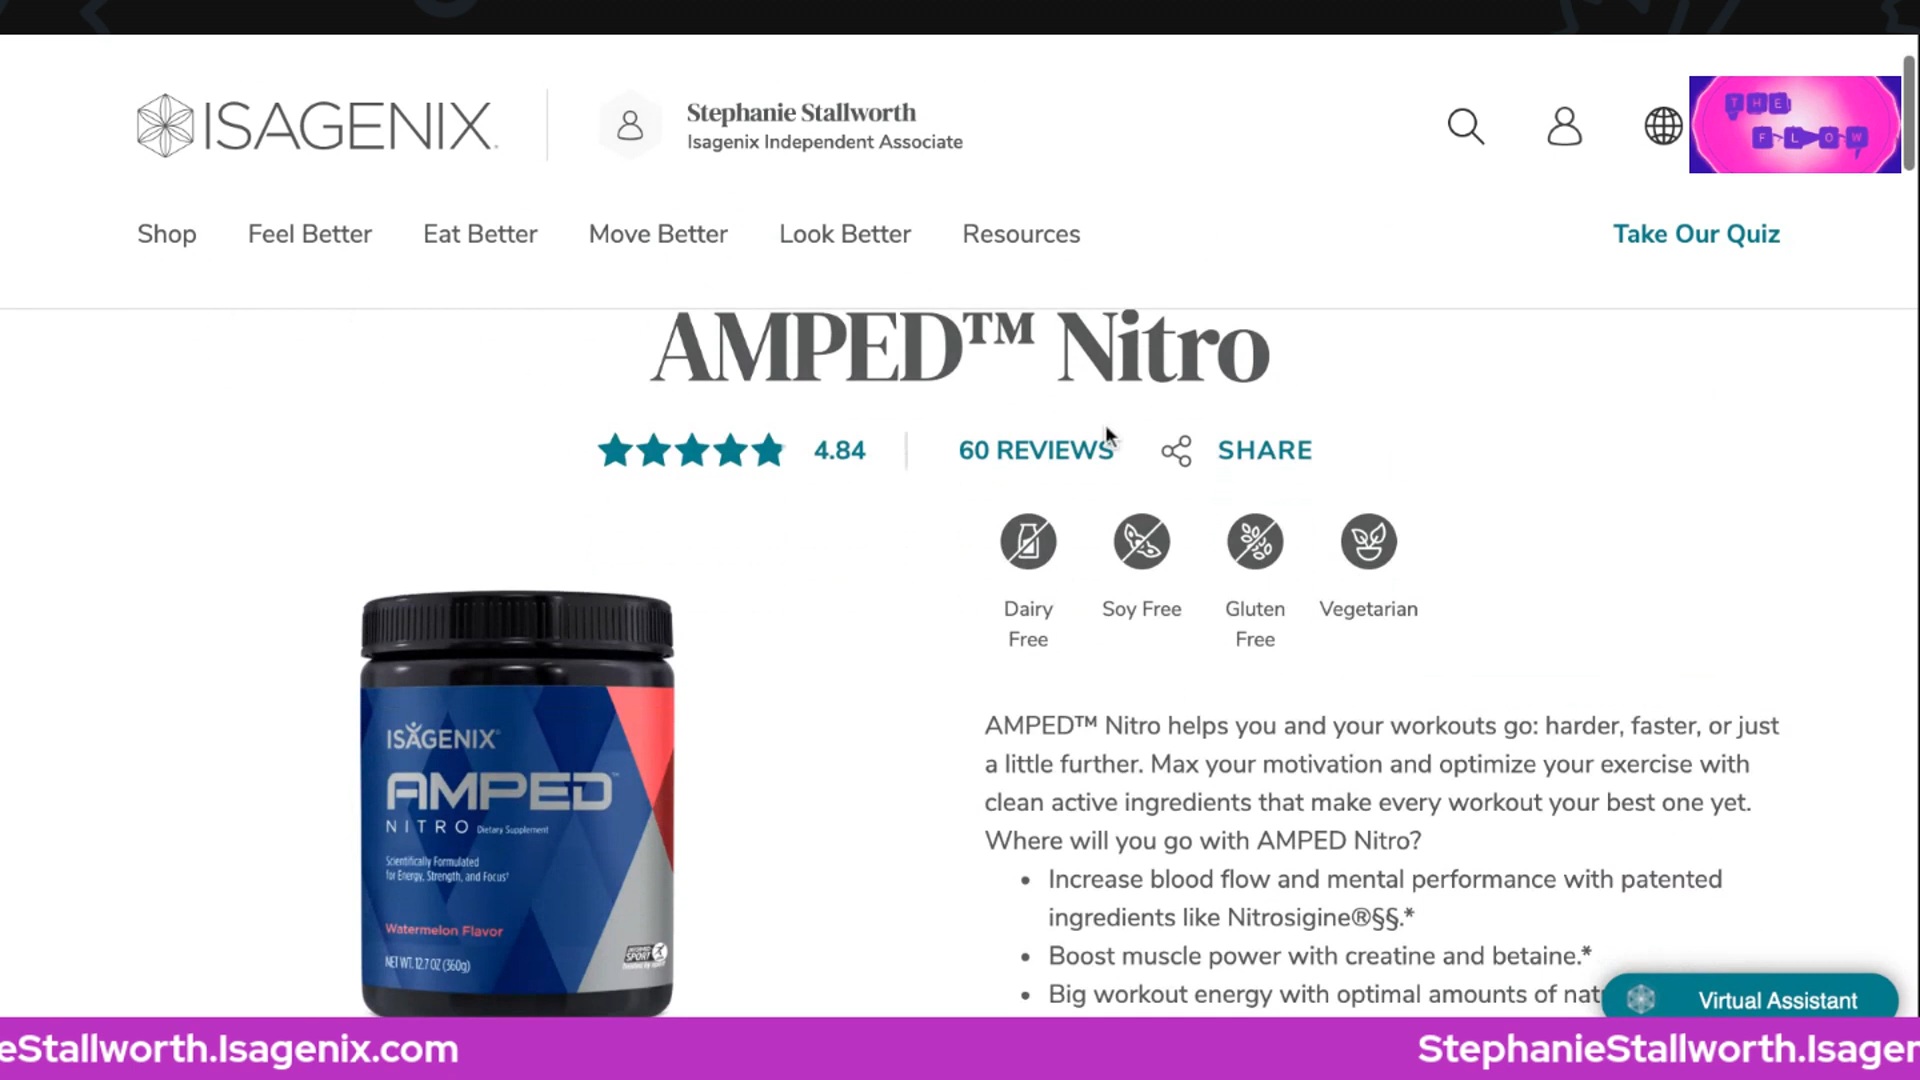 ISAGENIX
Stephanie Stallworth
Isagenix Independent Associate
THE
FLOW
Shop Feel Better Eat Better Move Better Look Better Resources Take Our Quiz
AMPED™ Nitro
4.84 60 REVIEWS SHARE
Dairy Free
Soy Free
Gluten Free
Vegetarian
ISAGENIX®
AMPED™
NITRO Dietary Supplement
Scientifically Formulated
for Energy, Strength, and Focus†
Watermelon Flavor
NET WT. 12.7 OZ (360g)
SPORT
AMPED™ Nitro helps you and your workouts go: harder, faster, or just
a little further. Max your motivation and optimize your exercise with
clean active ingredients that make every workout your best one yet.
Where will you go with AMPED Nitro?
• Increase blood flow and mental performance with patented
ingredients like Nitrosigine®§§.*
• Boost muscle power with creatine and betaine.*
• Big workout energy with optimal amounts of nat
Virtual Assistant
eStallworth.Isagenix.com StephanieStallworth.Isagen